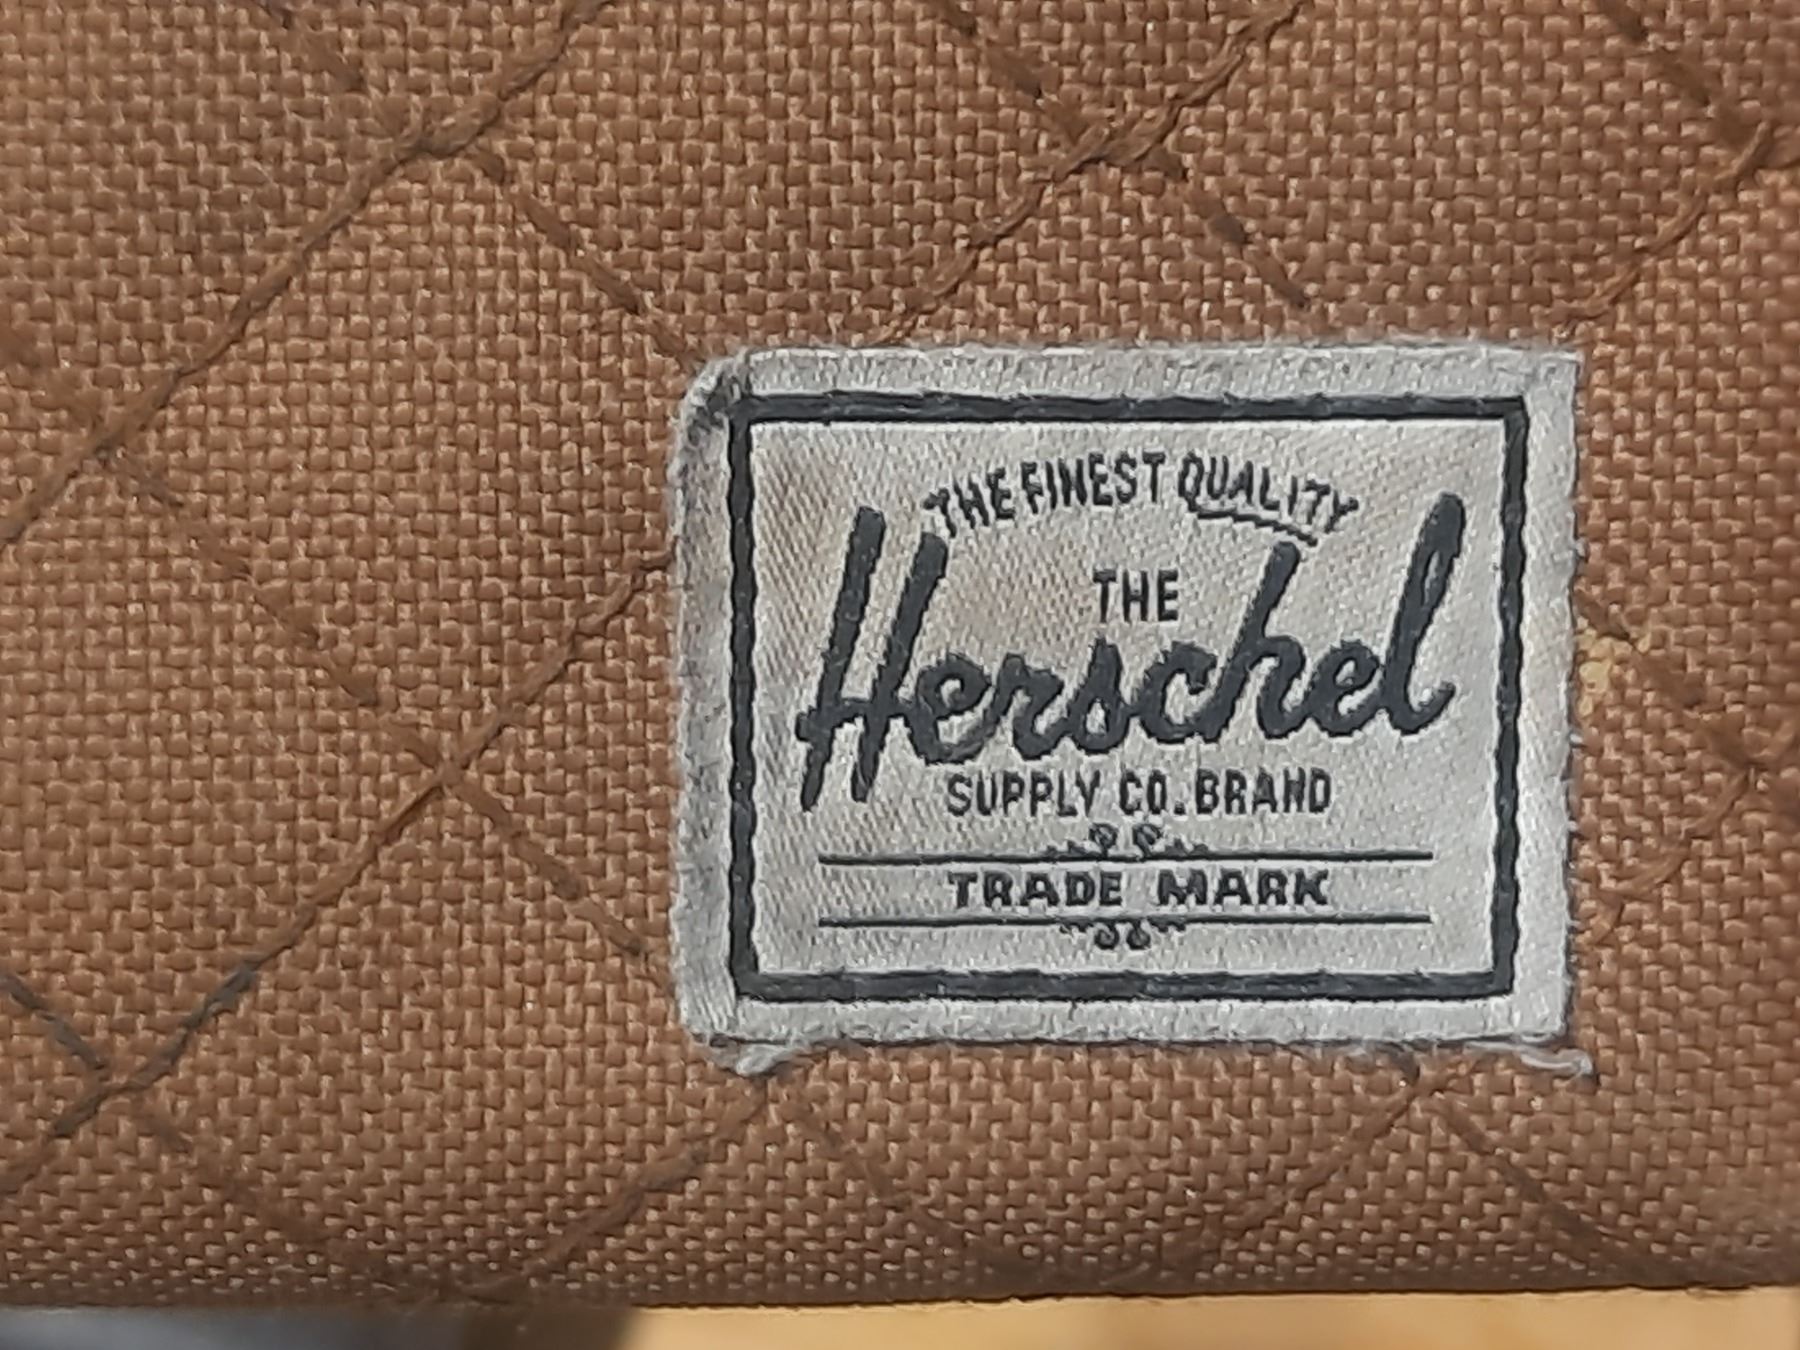 THE FINEST QUALITY
THE
Herschel
SUPPLY CO. BRAND
TRADE MARK